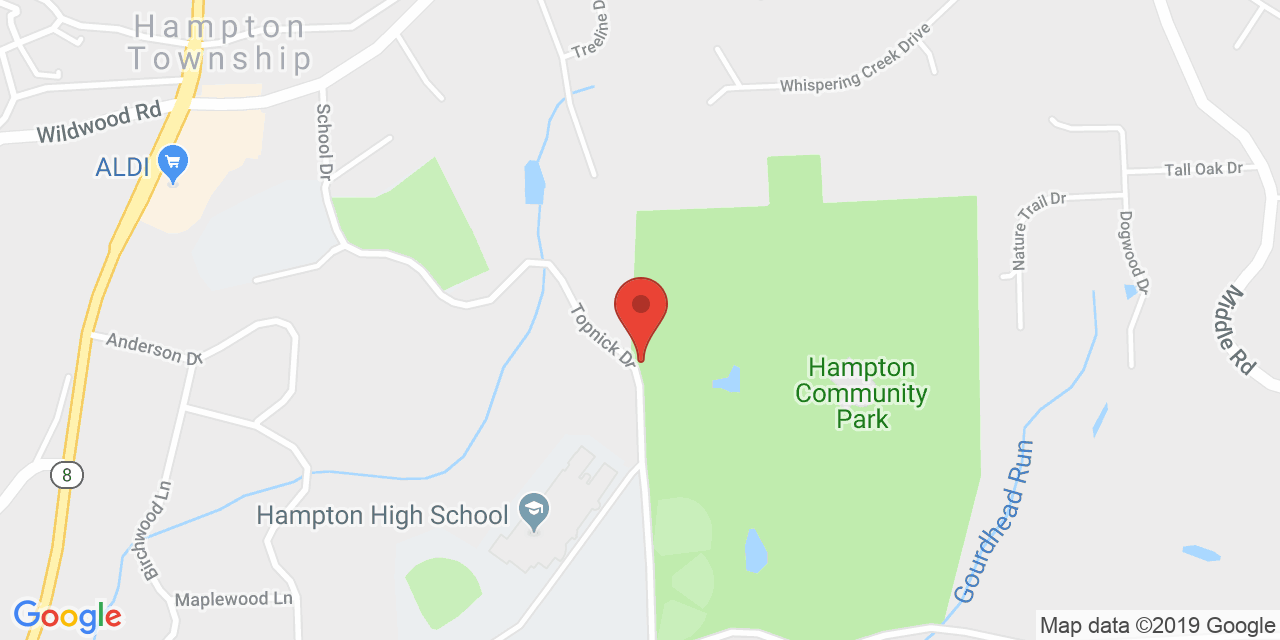 Hampton
Township
Treeline D
Whispering Creek Drive
Wildwood Rd
School Dr
ALDI
Tall Oak Dr
Nature Trail Dr
Dogwood Dr
Middle Rd
Topnick Dr
Anderson Dr
Hampton
Community
Park
8
Gourdhead Run
Birchwood Ln
Hampton High School
Maplewood Ln
Google
Map data ©2019 Google